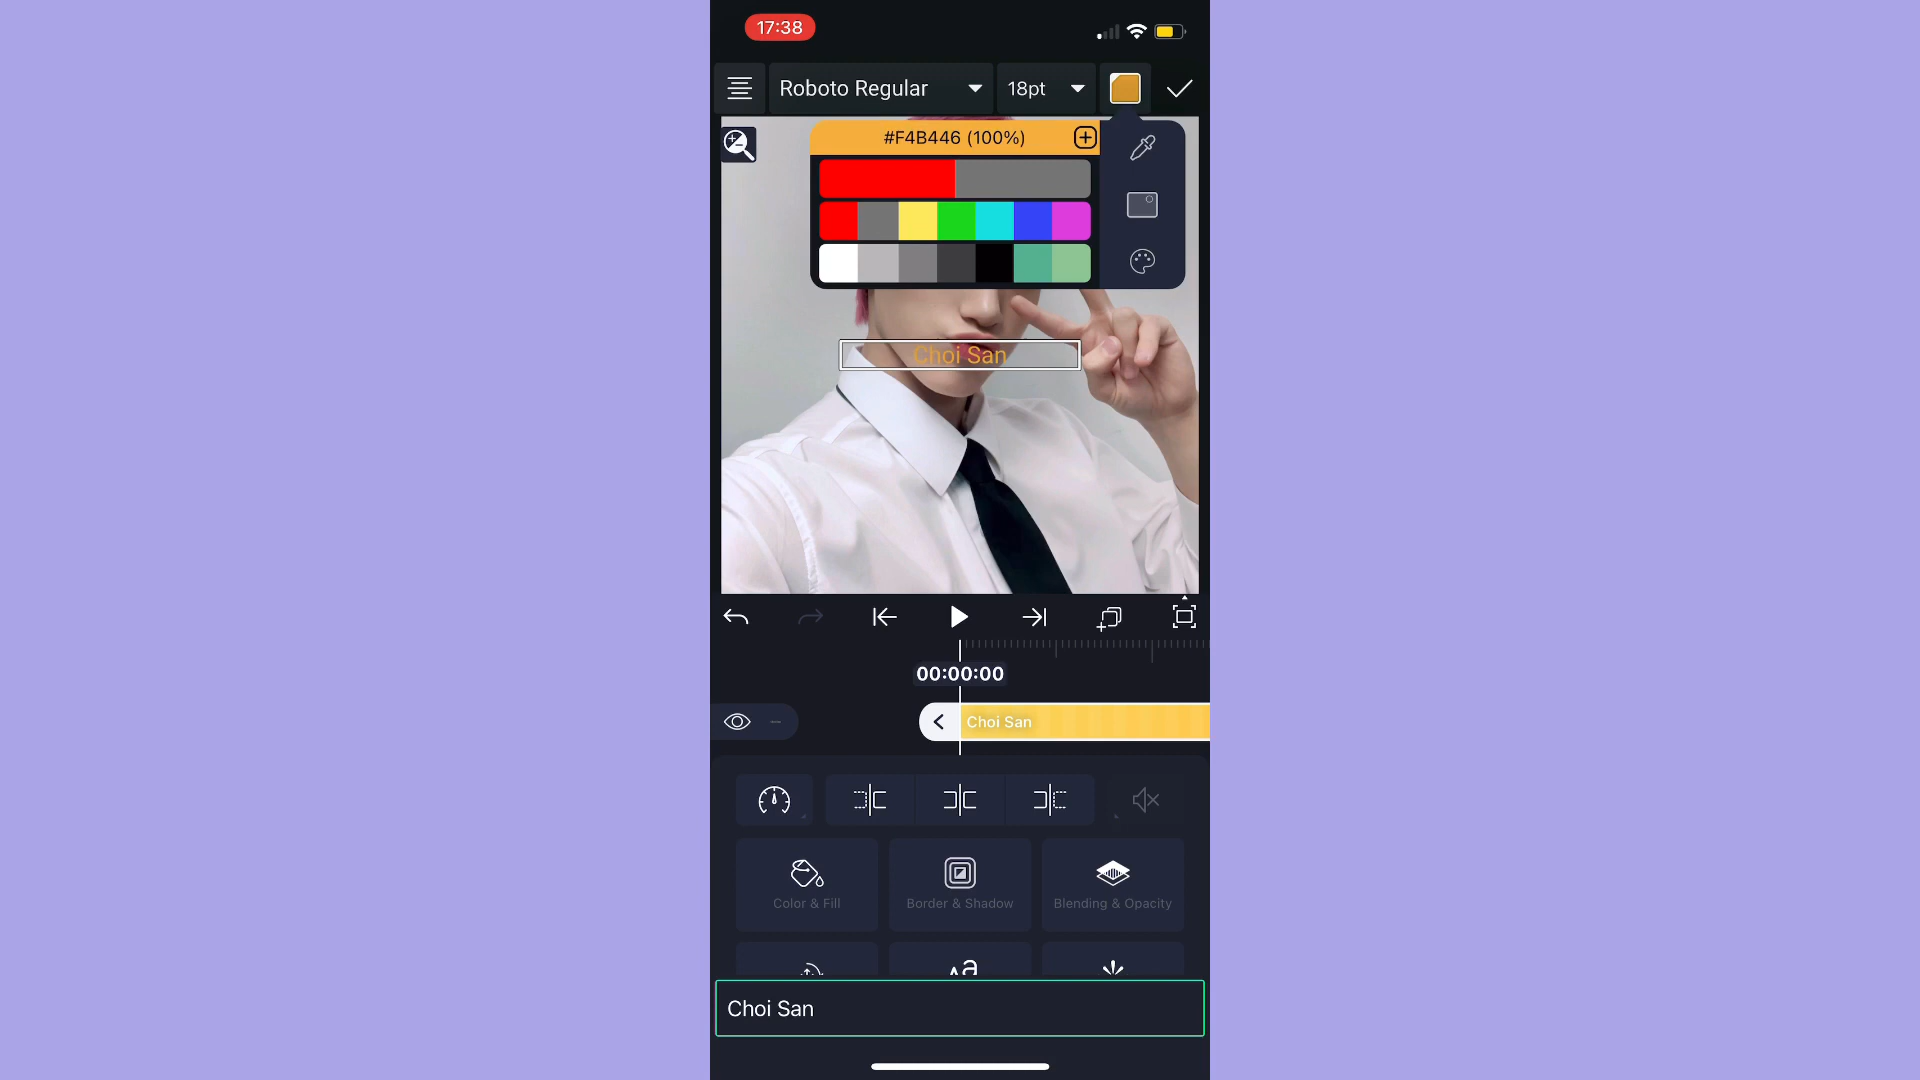 17:38
Roboto Regular
18pt
#F4B446 (100%)
Choi San
00:00:00
Choi San
Color & Fill
Border & Shadow
Blending & Opacity
Aa
Choi San